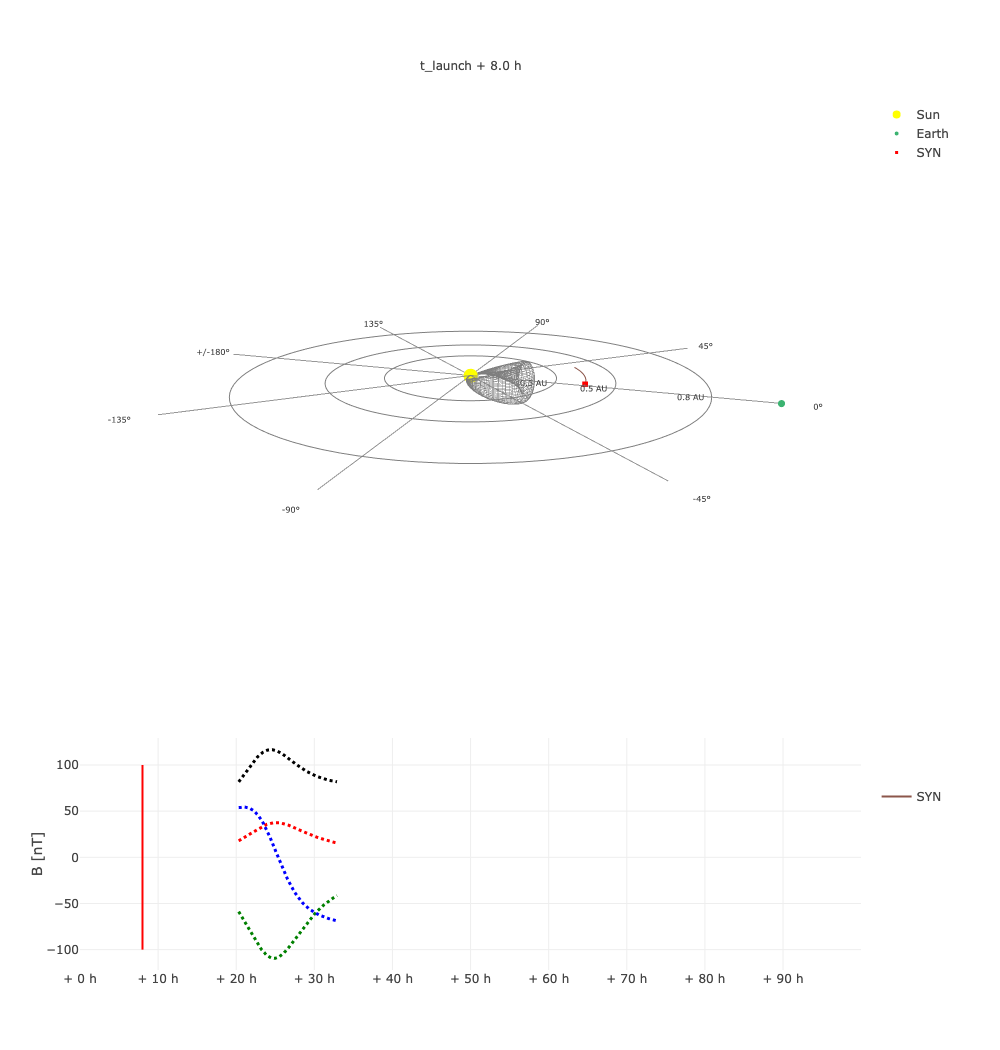 t_launch + 8.0 h
Sun
Earth
SYN
135°
90°
+/-180°
45°
0.3 AU
0.5 AU
0.8 AU
0°
-135°
-45°
-90°
B [nT]
100
50
0
−50
−100
+ 0 h
+ 10 h
+ 20 h
+ 30 h
+ 40 h
+ 50 h
+ 60 h
+ 70 h
+ 80 h
+ 90 h
SYN